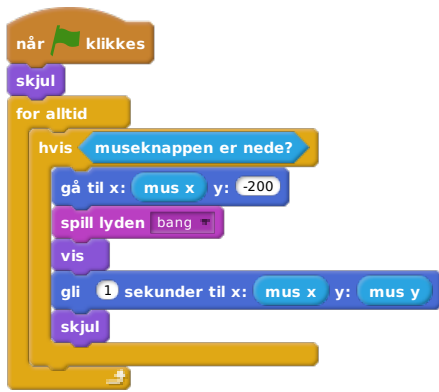 når klikkes
skjul
for alltid
hvis museknappen er nede?
gå til x: mus x y: -200
spill lyden bang
vis
gli 1 sekunder til x: mus x y: mus y
skjul